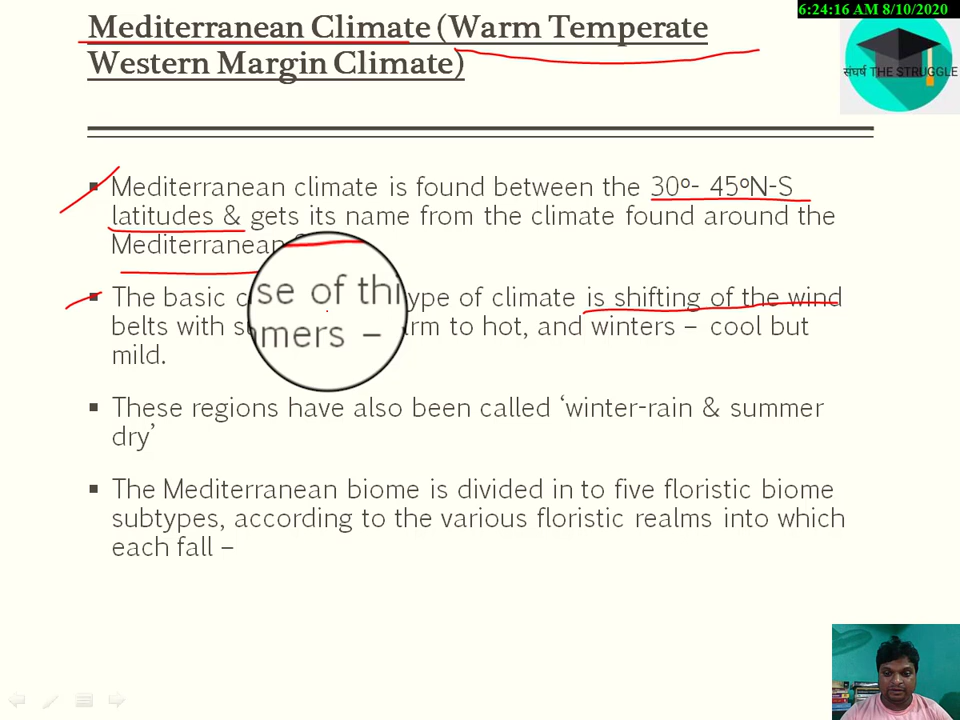 6:24:16 AM 8/10/2020
Mediterranean Climate (Warm Temperate
Western Margin Climate)
संघर्ष THE STRUGGLE
▪ Mediterranean climate is found between the 30º- 45ºN-S
latitudes & gets its name from the climate found around the
Mediterranean
▪ The basic se of thi ype of climate is shifting of the wind
belts with mers – rm to hot, and winters – cool but
mild.
▪ These regions have also been called ‘winter-rain & summer
dry’
▪ The Mediterranean biome is divided in to five floristic biome
subtypes, according to the various floristic realms into which
each fall –